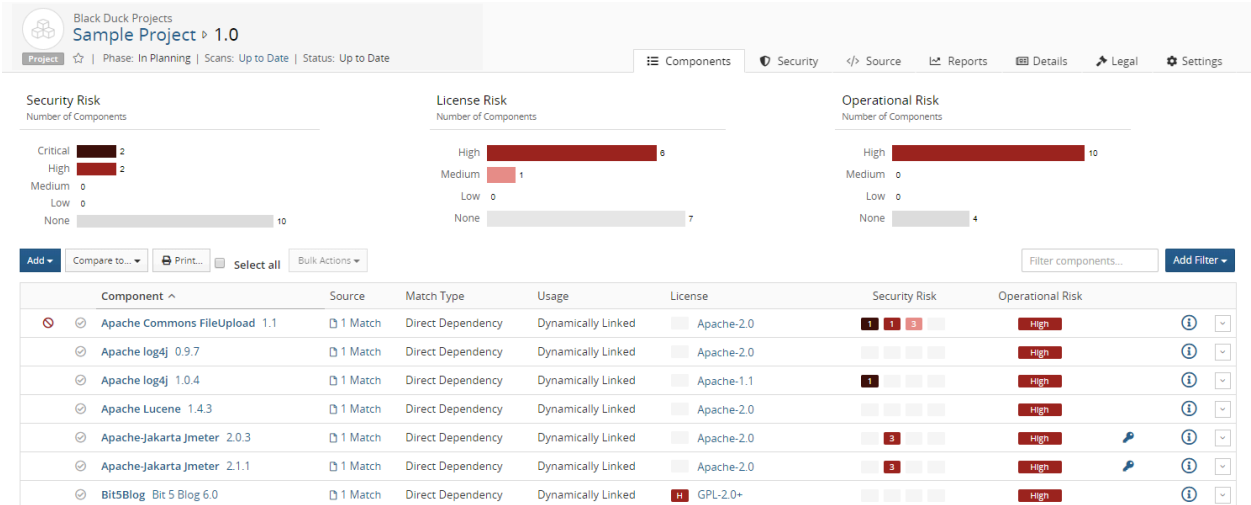 Black Duck Projects
Sample Project ▹ 1.0
Project | Phase: In Planning | Scans: Up to Date | Status: Up to Date
Components Security Source Reports Details Legal Settings
Security Risk
Number of Components
Critical 2
High 2
Medium 0
Low 0
None 10
License Risk
Number of Components
High 6
Medium 1
Low 0
None 7
Operational Risk
Number of Components
High 10
Medium 0
Low 0
None 4
Add Compare to... Print... Select all Bulk Actions Filter components... Add Filter
Component Source Match Type Usage License Security Risk Operational Risk
Apache Commons FileUpload 1.1 1 Match Direct Dependency Dynamically Linked Apache-2.0 1 1 3 High
Apache log4j 0.9.7 1 Match Direct Dependency Dynamically Linked Apache-2.0 High
Apache log4j 1.0.4 1 Match Direct Dependency Dynamically Linked Apache-1.1 1 High
Apache Lucene 1.4.3 1 Match Direct Dependency Dynamically Linked Apache-2.0 High
Apache-Jakarta Jmeter 2.0.3 1 Match Direct Dependency Dynamically Linked Apache-2.0 3 High
Apache-Jakarta Jmeter 2.1.1 1 Match Direct Dependency Dynamically Linked Apache-2.0 3 High
Bit5Blog Bit 5 Blog 6.0 1 Match Direct Dependency Dynamically Linked H GPL-2.0+ High